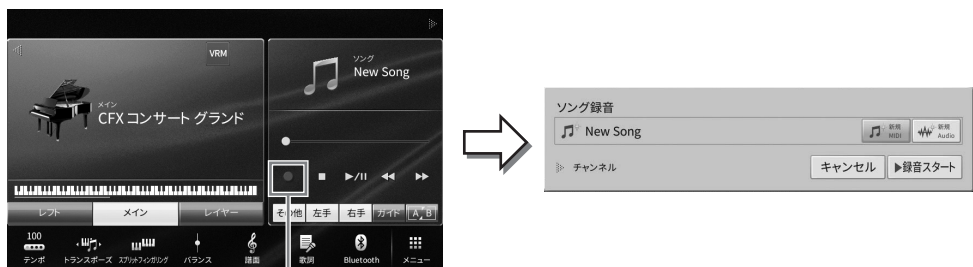 VRM
メイン
CFX コンサート グランド
ソング
New Song
レフト
メイン
レイヤー
その他
左手
右手
ガイド
A B
100
テンポ
トランスポーズ
スプリットフィンガリング
バランス
譜面
歌詞
Bluetooth
メニュー
ソング録音
New Song
新規
MIDI
新規
Audio
チャンネル
キャンセル
▶録音スタート